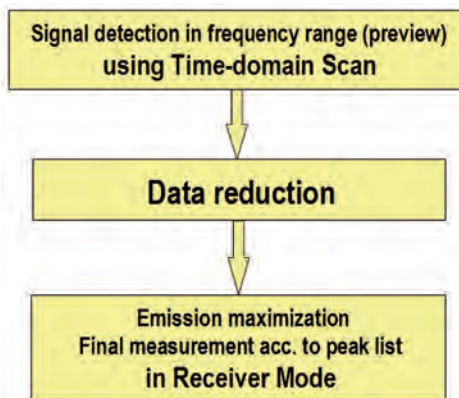 Signal detection in frequency range (preview)
using Time-domain Scan
Data reduction
Emission maximization
Final measurement acc. to peak list
in Receiver Mode